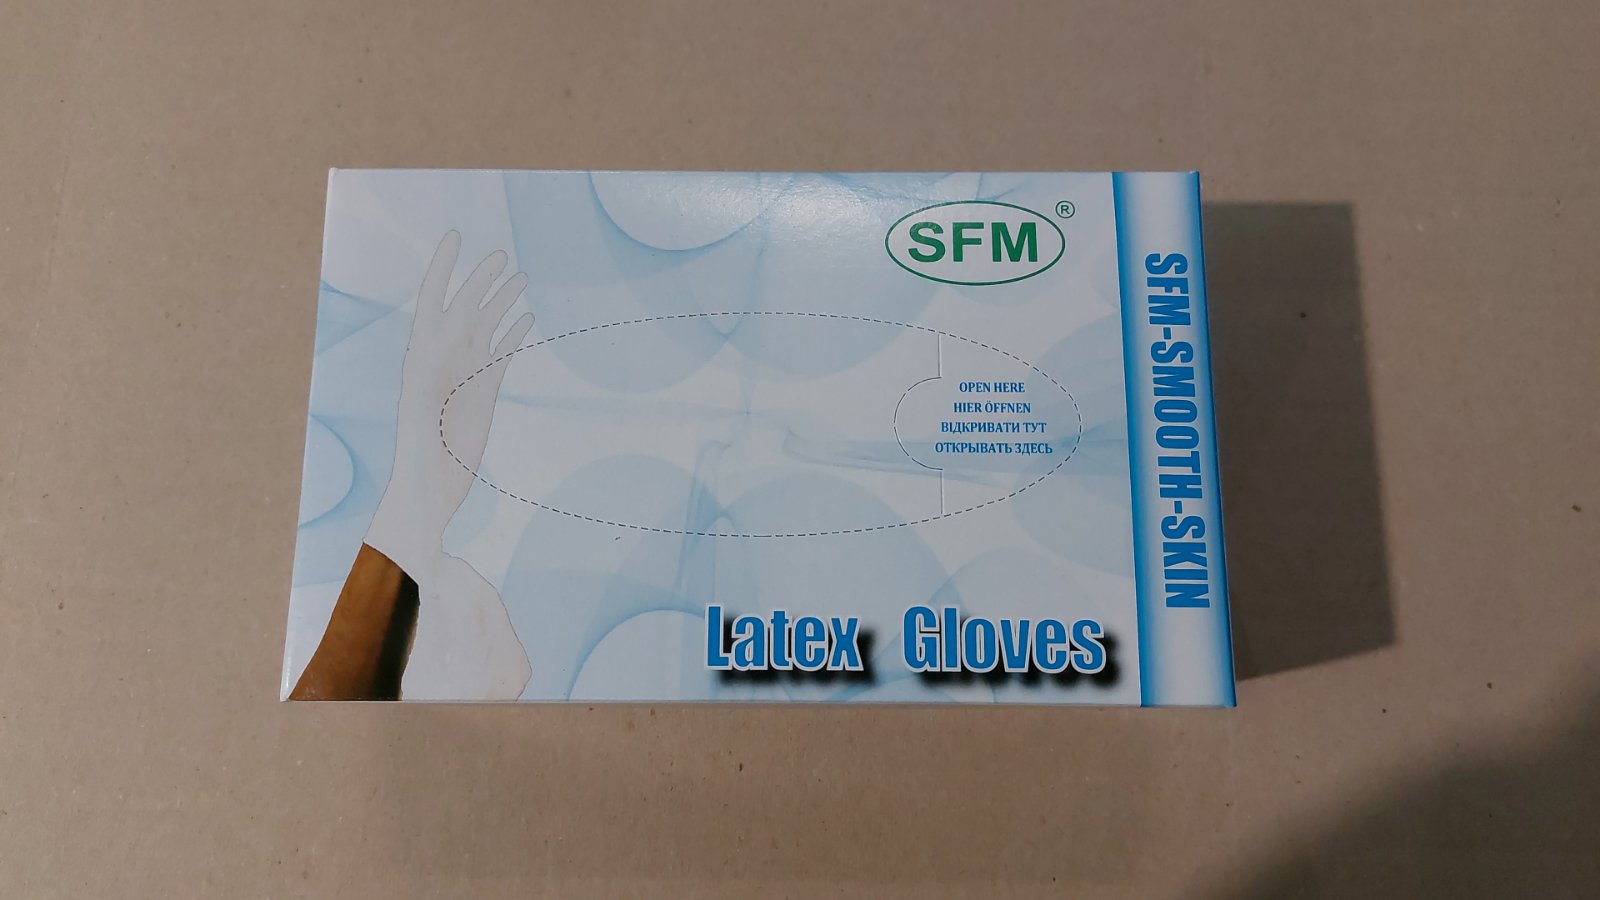 SFM®
OPEN HERE
HIER ÖFFNEN
ВІДКРИВАТИ ТУТ
ОТКРЫВАТЬ ЗДЕСЬ
Latex Gloves
SFM-SMOOTH-SKIN